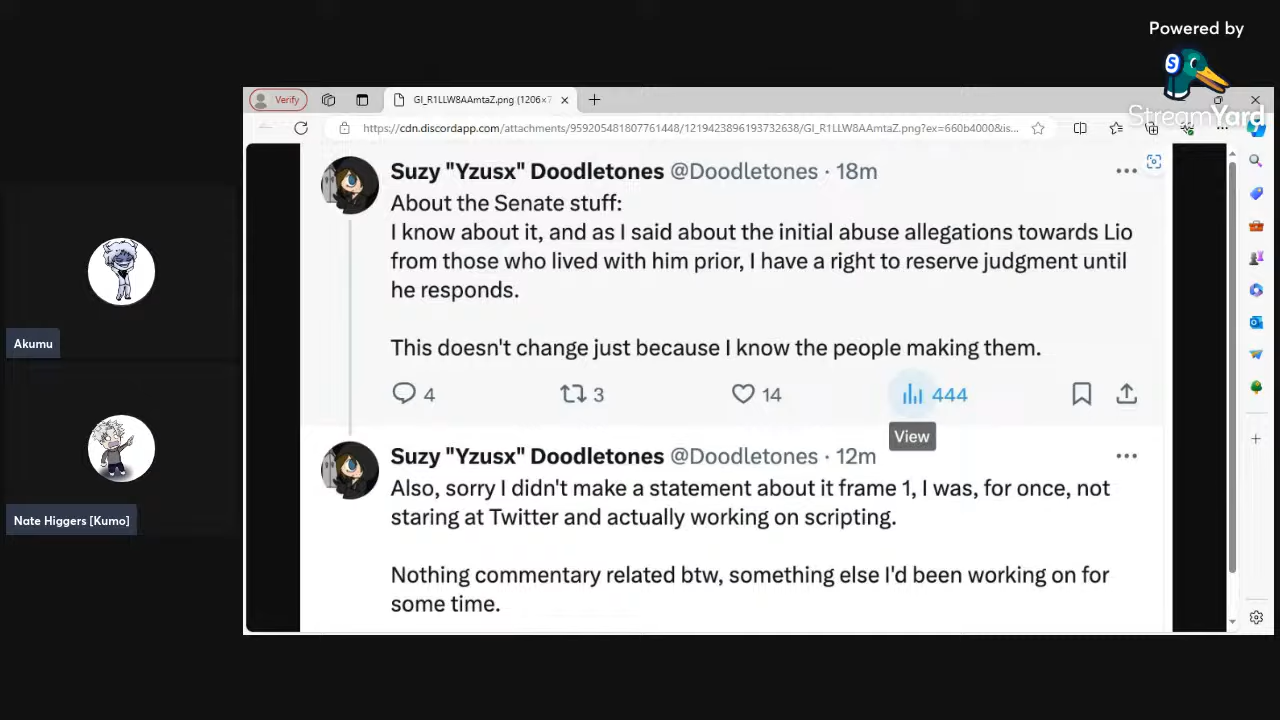 Powered by
StreamYard
Verify
GI_R1LLW8AAmtaZ.png (1206×7
https://cdn.discordapp.com/attachments/959205481807761448/1219423896193732638/GI_R1LLW8AAmtaZ.png?ex=660b4000&is...
Suzy "Yzusx" Doodletones @Doodletones · 18m
About the Senate stuff:
I know about it, and as I said about the initial abuse allegations towards Lio
from those who lived with him prior, I have a right to reserve judgment until
he responds.
This doesn't change just because I know the people making them.
4 3 14 444
View
Suzy "Yzusx" Doodletones @Doodletones · 12m
Also, sorry I didn't make a statement about it frame 1, I was, for once, not
staring at Twitter and actually working on scripting.
Nothing commentary related btw, something else I'd been working on for
some time.
Akumu
Nate Higgers [Kumo]